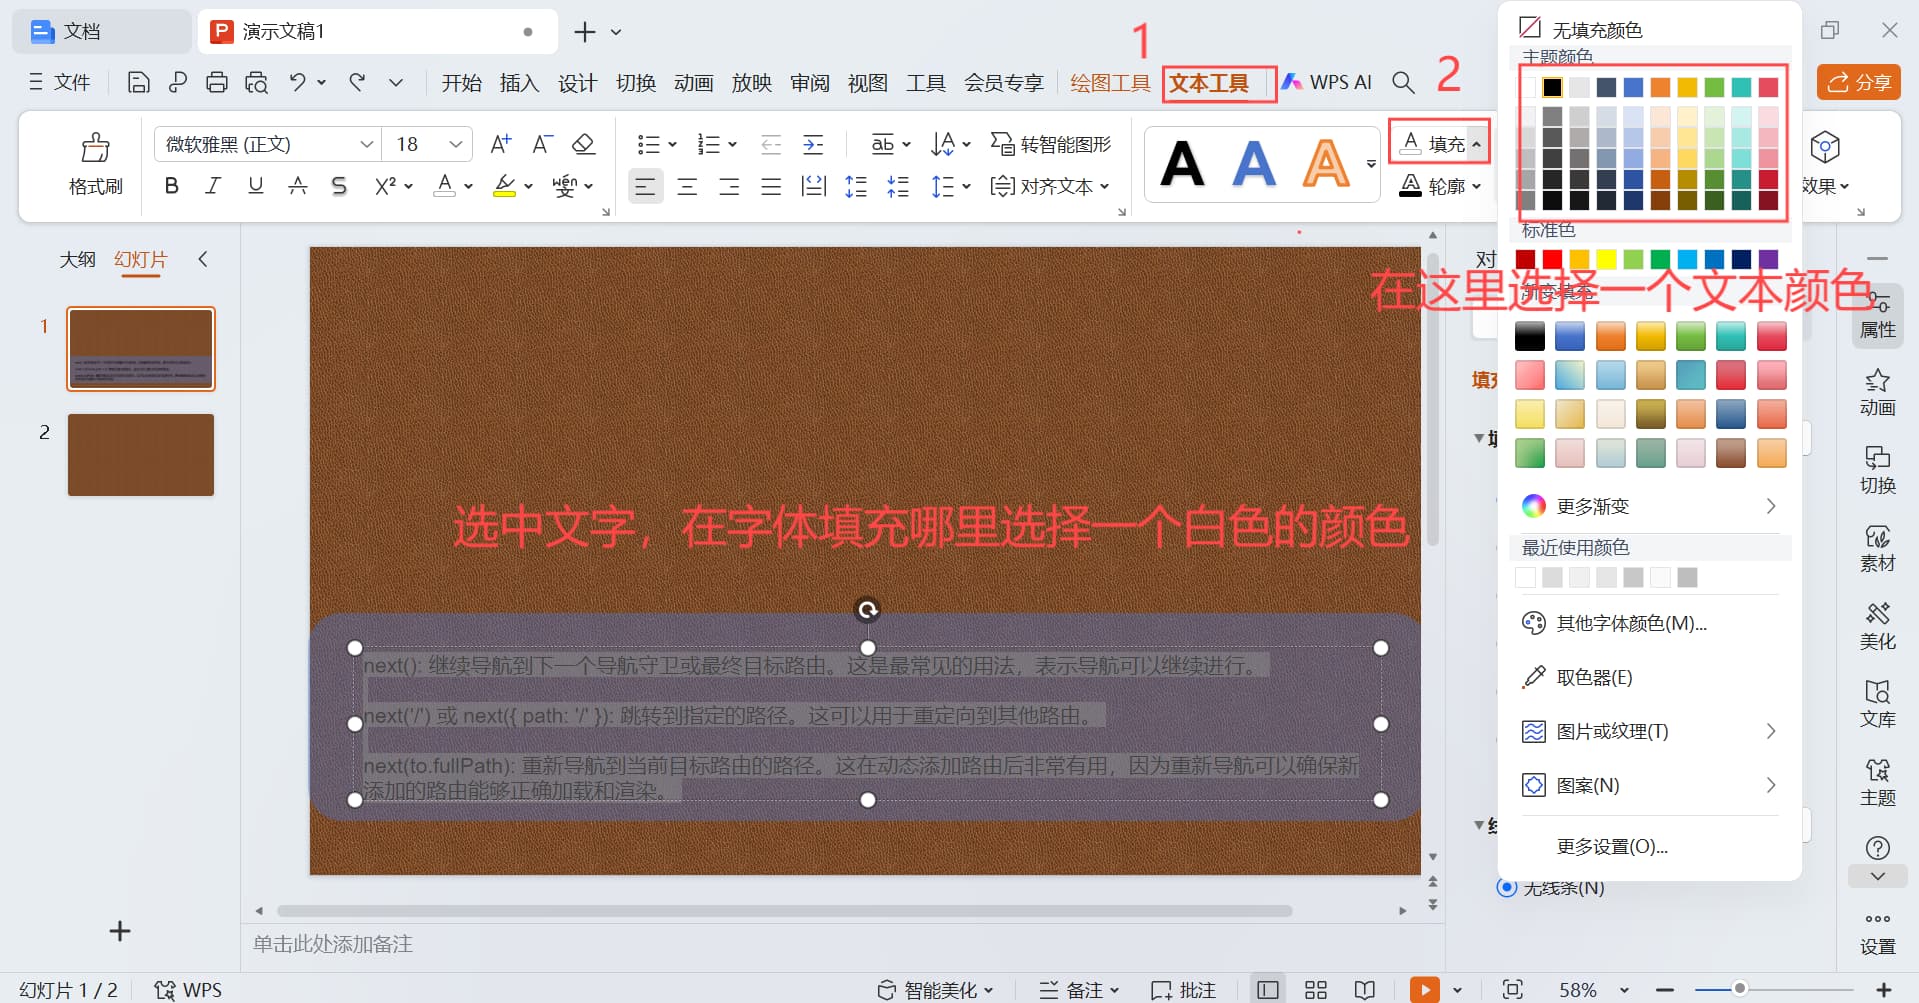 文档
演示文稿1
文件
开始 插入 设计 切换 动画 放映 审阅 视图 工具 会员专享 绘图工具 文本工具 WPS AI
1
2
分享
格式刷
微软雅黑 (正文)
18
转智能图形
对齐文本
A A A
填充
轮廓
效果
大纲 幻灯片
1
2
选中文字，在字体填充哪里选择一个白色的颜色
next(): 继续导航到下一个导航守卫或最终目标路由。这是最常见的用法，表示导航可以继续进行。
next('/') 或 next({ path: '/' }): 跳转到指定的路径。这可以用于重定向到其他路由。
next(to.fullPath): 重新导航到当前目标路由的路径。这在动态添加路由后非常有用，因为重新导航可以确保新
添加的路由能够正确加载和渲染。
单击此处添加备注
无填充颜色
主题颜色
标准色
在这里选择一个文本颜色
渐变填充
更多渐变
最近使用颜色
其他字体颜色(M)...
取色器(E)
图片或纹理(T)
图案(N)
更多设置(O)...
无线条(N)
属性
动画
切换
素材
美化
文库
主题
设置
幻灯片 1 / 2
WPS
智能美化
备注
批注
58%